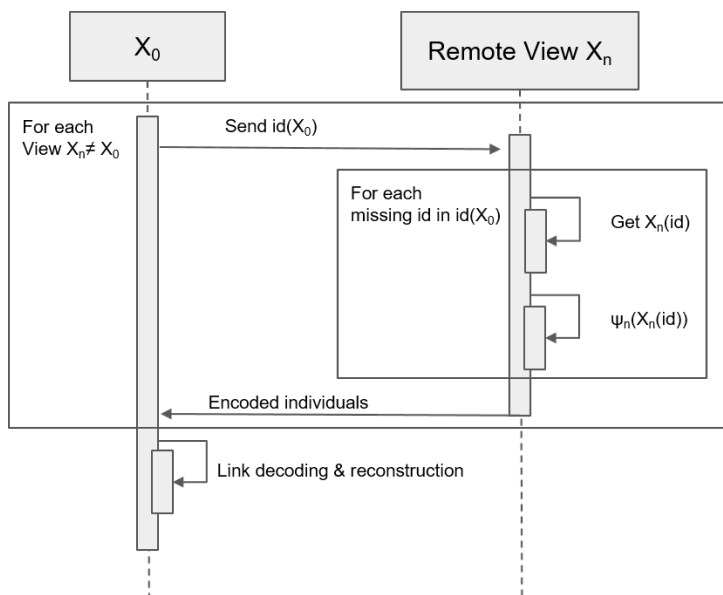 X₀
Remote View Xₙ
For each
View Xₙ≠ X₀
Send id(X₀)
For each
missing id in id(X₀)
Get Xₙ(id)
ψₙ(Xₙ(id))
Encoded individuals
Link decoding & reconstruction